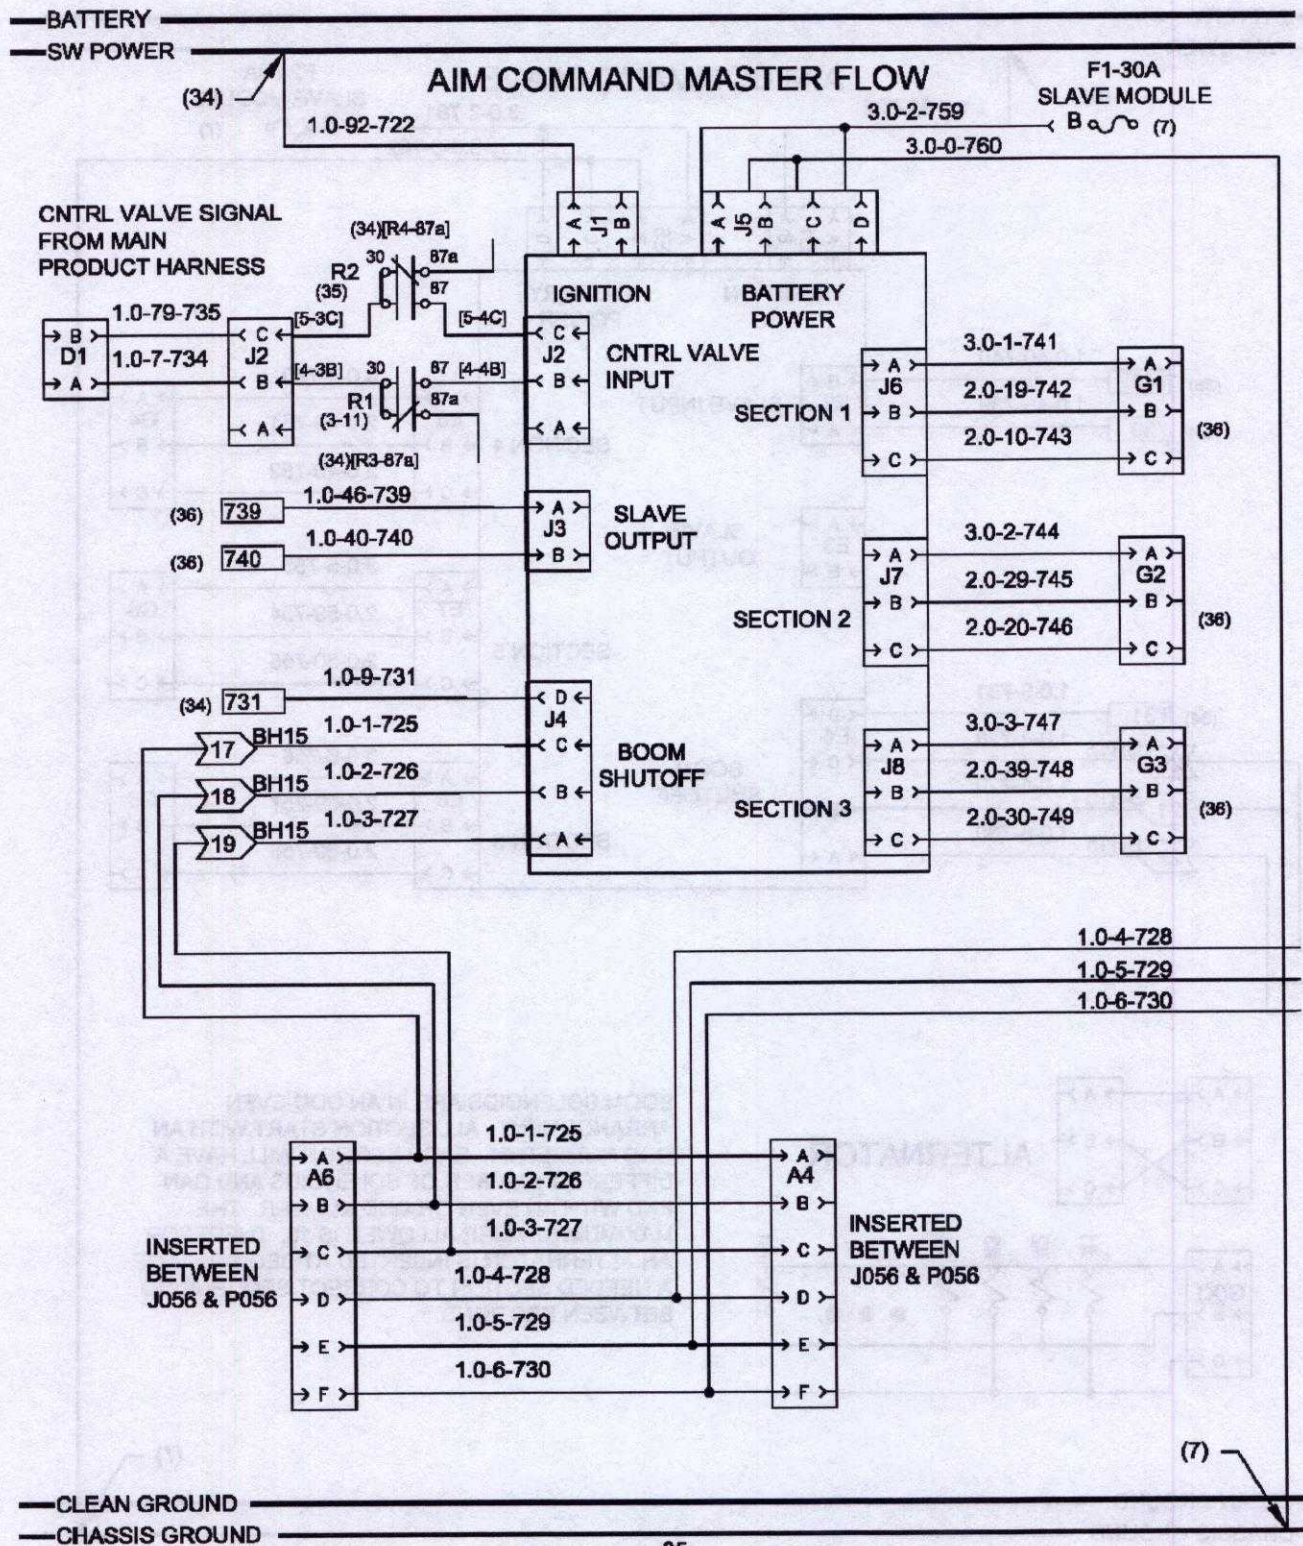 BATTERY
SW POWER
AIM COMMAND MASTER FLOW
F1-30A
SLAVE MODULE
(34)
3.0-2-759
B (7)
1.0-92-722
3.0-0-760
CNTRL VALVE SIGNAL
FROM MAIN
PRODUCT HARNESS
(34)[R4-87a]
A J1 B
A J5 B C D
30 87a
R2
(35)
87
IGNITION
BATTERY
POWER
1.0-79-735
[5-3C]
[5-4C]
B
D1
A
C
J2
B
A
1.0-7-734
[4-3B]
30 87
[4-4B]
R1
87a
(3-11)
(34)[R3-87a]
C
J2
B
A
CNTRL VALVE
INPUT
SECTION 1
A
J6
B
C
3.0-1-741
2.0-19-742
2.0-10-743
A
G1
B
C
(36)
(36) 739
1.0-46-739
(36) 740
1.0-40-740
A
J3
B
SLAVE
OUTPUT
SECTION 2
A
J7
B
C
3.0-2-744
2.0-29-745
2.0-20-746
A
G2
B
C
(36)
(34) 731
1.0-9-731
17 BH15
1.0-1-725
18 BH15
1.0-2-726
19 BH15
1.0-3-727
D
J4
C
B
A
BOOM
SHUTOFF
SECTION 3
A
J8
B
C
3.0-3-747
2.0-39-748
2.0-30-749
A
G3
B
C
(36)
1.0-4-728
1.0-5-729
1.0-6-730
INSERTED
BETWEEN
J056 & P056
A
A6
B
C
D
E
F
1.0-1-725
1.0-2-726
1.0-3-727
1.0-4-728
1.0-5-729
1.0-6-730
A
A4
B
C
D
E
F
INSERTED
BETWEEN
J056 & P056
(7)
CLEAN GROUND
CHASSIS GROUND